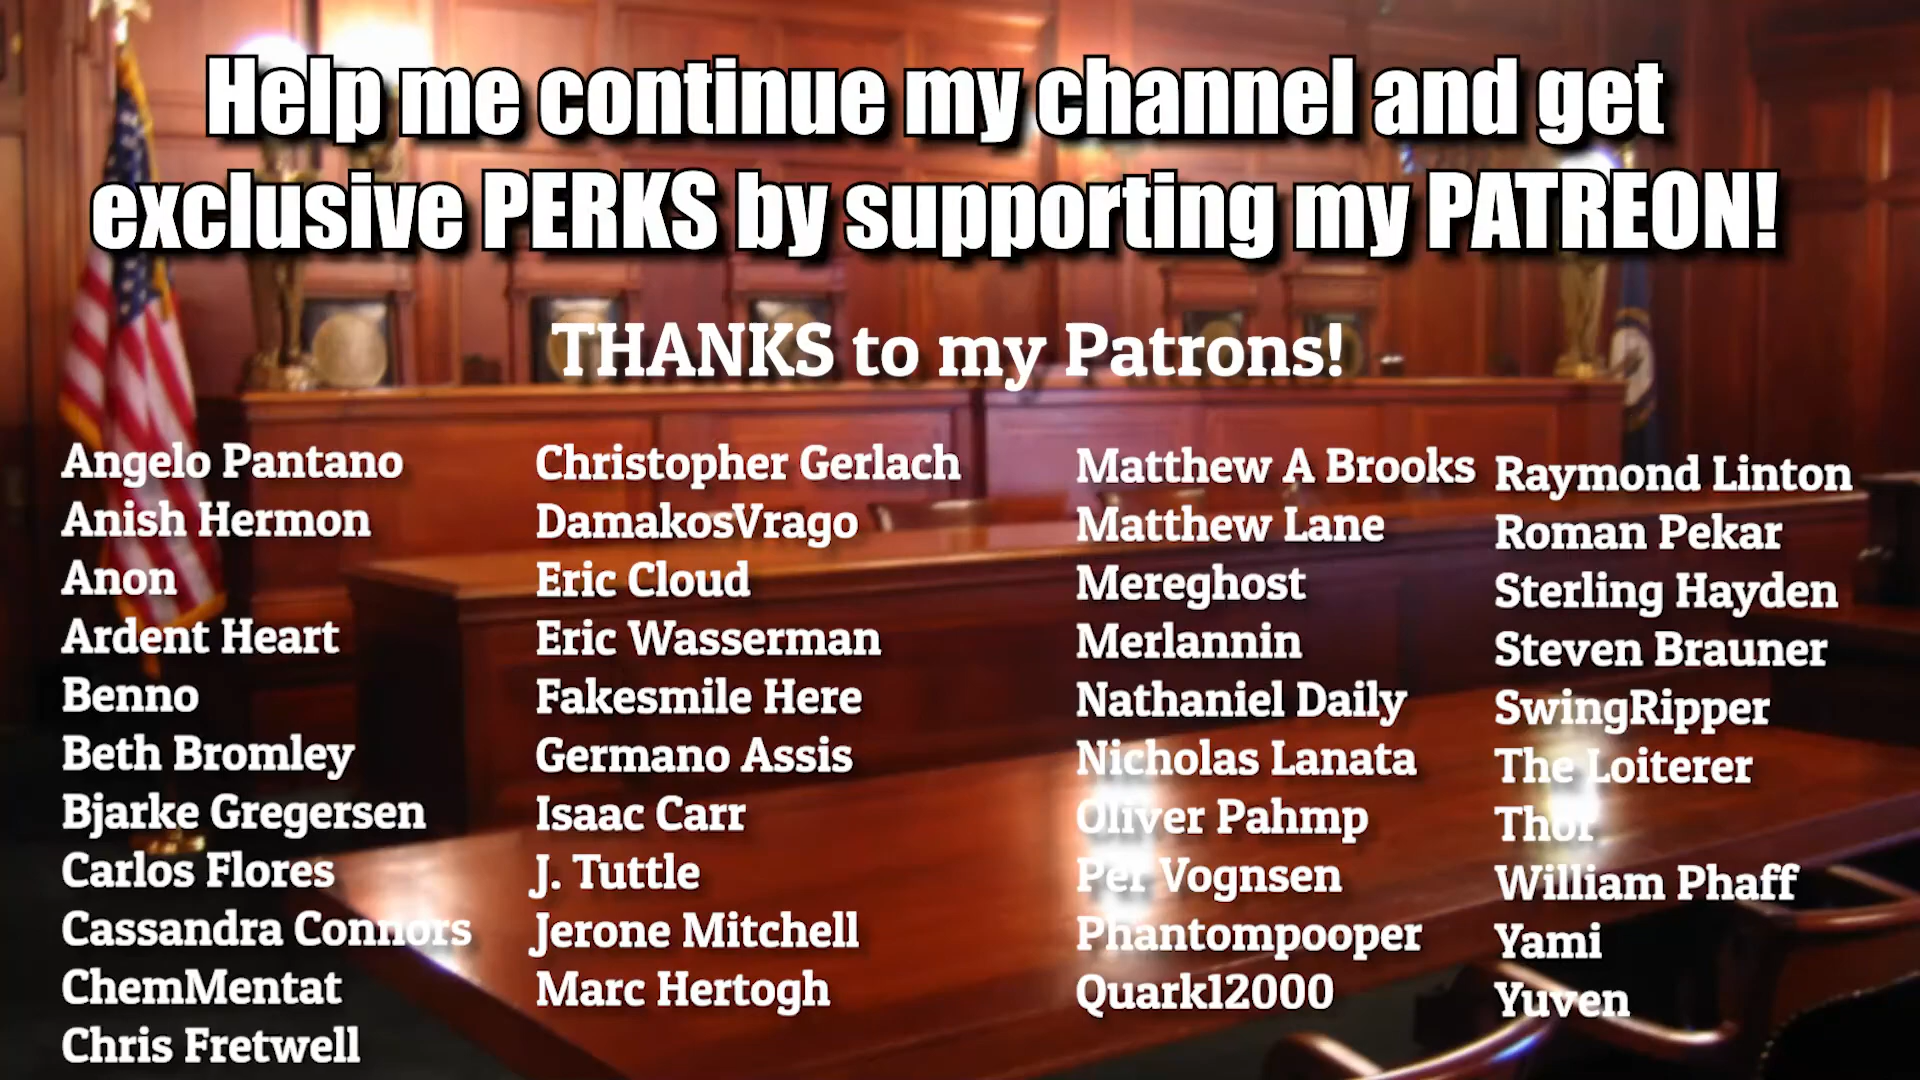 Help me continue my channel and get
exclusive PERKS by supporting my PATREON!
THANKS to my Patrons!
Angelo Pantano
Anish Hermon
Anon
Ardent Heart
Benno
Beth Bromley
Bjarke Gregersen
Carlos Flores
Cassandra Connors
ChemMentat
Chris Fretwell
Christopher Gerlach
DamakosVrago
Eric Cloud
Eric Wasserman
Fakesmile Here
Germano Assis
Isaac Carr
J. Tuttle
Jerone Mitchell
Marc Hertogh
Matthew A Brooks
Matthew Lane
Mereghost
Merlannin
Nathaniel Daily
Nicholas Lanata
Oliver Pahmp
Per Vognsen
Phantompooper
Quark12000
Raymond Linton
Roman Pekar
Sterling Hayden
Steven Brauner
SwingRipper
The Loiterer
Thor
William Phaff
Yami
Yuven